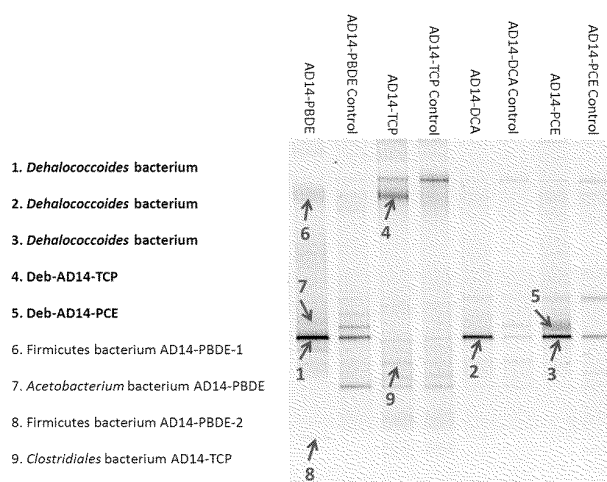 AD14-PBDE
AD14-PBDE Control
AD14-TCP
AD14-TCP Control
AD14-DCA
AD14-DCA Control
AD14-PCE
AD14-PCE Control
1. Dehalococcoides bacterium
2. Dehalococcoides bacterium
3. Dehalococcoides bacterium
4. Deb-AD14-TCP
5. Deb-AD14-PCE
6. Firmicutes bacterium AD14-PBDE-1
7. Acetobacterium bacterium AD14-PBDE
8. Firmicutes bacterium AD14-PBDE-2
9. Clostridiales bacterium AD14-TCP
6
4
7
5
1
2
3
9
8